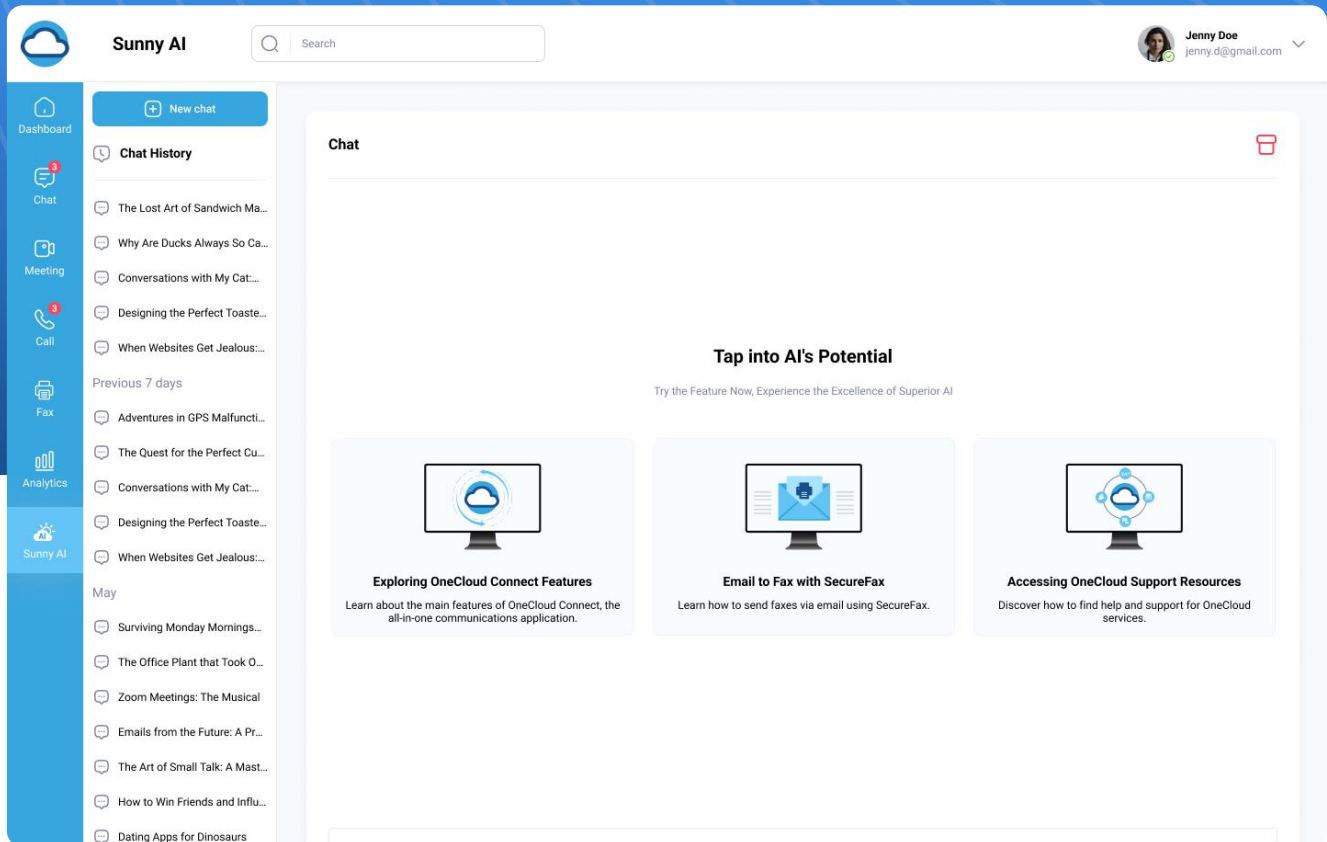 Sunny AI
Search
Jenny Doe
jenny.d@gmail.com
Dashboard
3
Chat
Meeting
3
Call
Fax
Analytics
AI
Sunny AI
New chat
Chat History
The Lost Art of Sandwich Ma...
Why Are Ducks Always So Ca...
Conversations with My Cat:...
Designing the Perfect Toaste...
When Websites Get Jealous:...
Previous 7 days
Adventures in GPS Malfuncti...
The Quest for the Perfect Cu...
Conversations with My Cat:...
Designing the Perfect Toaste...
When Websites Get Jealous:...
May
Surviving Monday Mornings...
The Office Plant that Took O...
Zoom Meetings: The Musical
Emails from the Future: A Pr...
The Art of Small Talk: A Mast...
How to Win Friends and Influ...
Dating Apps for Dinosaurs
Chat
Tap into AI's Potential
Try the Feature Now, Experience the Excellence of Superior AI
Exploring OneCloud Connect Features
Learn about the main features of OneCloud Connect, the
all-in-one communications application.
Email to Fax with SecureFax
Learn how to send faxes via email using SecureFax.
Accessing OneCloud Support Resources
Discover how to find help and support for OneCloud
services.